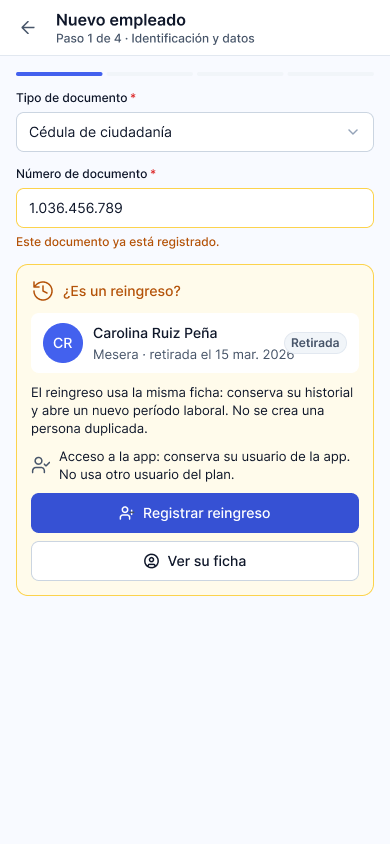 Nuevo empleado
Paso 1 de 4 · Identificación y datos
Tipo de documento *
Cédula de ciudadanía
Número de documento *
1.036.456.789
Este documento ya está registrado.
¿Es un reingreso?
CR
Carolina Ruiz Peña
Mesera · retirada el 15 mar. 2026
Retirada
El reingreso usa la misma ficha: conserva su historial
y abre un nuevo período laboral. No se crea una
persona duplicada.
Acceso a la app: conserva su usuario de la app.
No usa otro usuario del plan.
Registrar reingreso
Ver su ficha